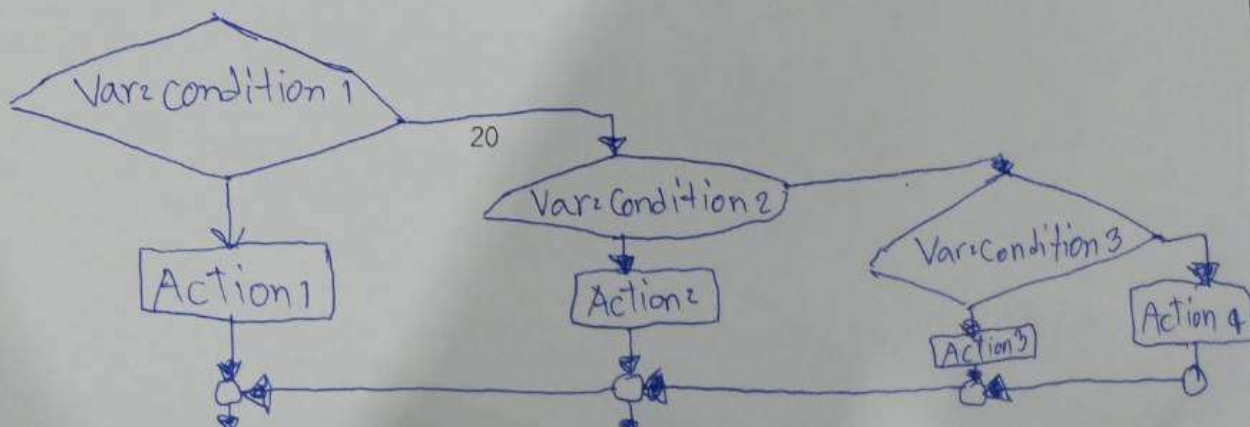 Var=condition 1
20
Var=Condition 2
Var=Condition 3
Action 1
Action 2
Action 3
Action 4